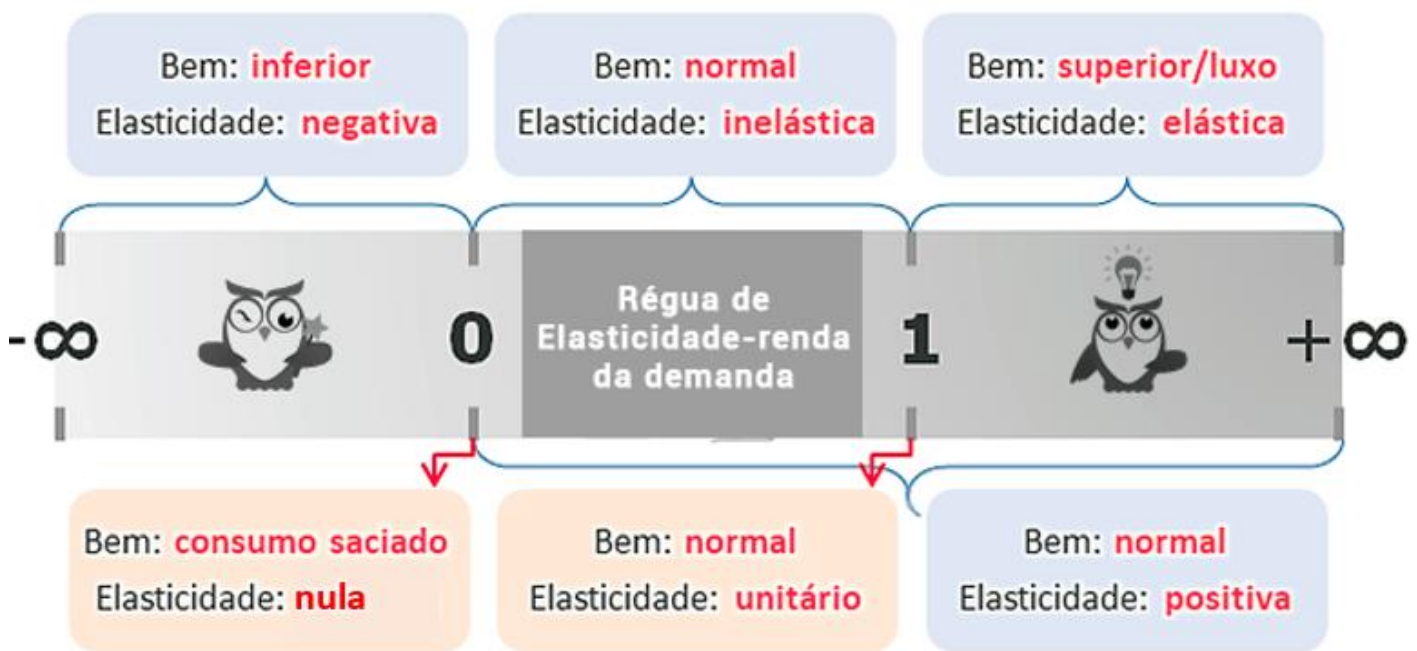 Bem: inferior
Elasticidade: negativa
Bem: normal
Elasticidade: inelástica
Bem: superior/luxo
Elasticidade: elástica
-∞
0
Régua de
Elasticidade-renda
da demanda
1
+∞
Bem: consumo saciado
Elasticidade: nula
Bem: normal
Elasticidade: unitário
Bem: normal
Elasticidade: positiva